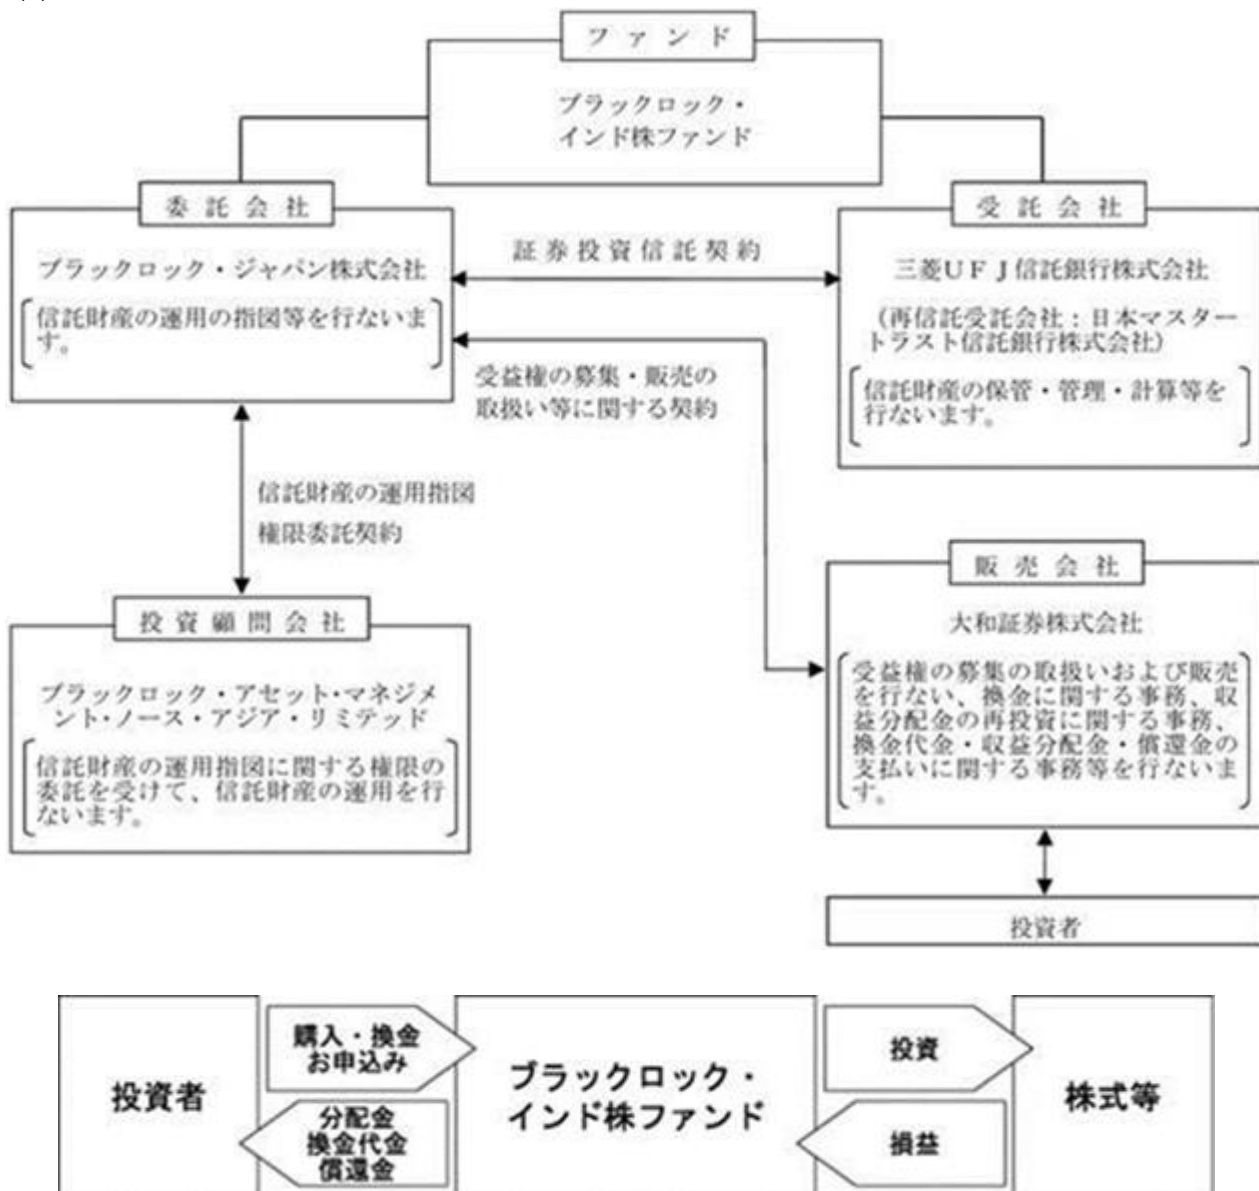 ファンド
ブラックロック・
インド株ファンド
委託会社
ブラックロック・ジャパン株式会社
信託財産の運用の指図等を行ないま
す。
証券投資信託契約
受託会社
三菱UFJ信託銀行株式会社
(再信託受託会社:日本マスター
トラスト信託銀行株式会社)
信託財産の保管・管理・計算等を
行ないます。
受益権の募集・販売の
取扱い等に関する契約
信託財産の運用指図
権限委託契約
投資顧問会社
ブラックロック・アセット・マネジメ
ント・ノース・アジア・リミテッド
信託財産の運用指図に関する権限の
委託を受けて、信託財産の運用を行
ないます。
販売会社
大和証券株式会社
受益権の募集の取扱いおよび販売
を行ない、換金に関する事務、収
益分配金の再投資に関する事務、
換金代金・収益分配金・償還金の
支払いに関する事務等を行ないま
す。
投資者
投資者
購入・換金
お申込み
分配金
換金代金
償還金
ブラックロック・
インド株ファンド
投資
損益
株式等